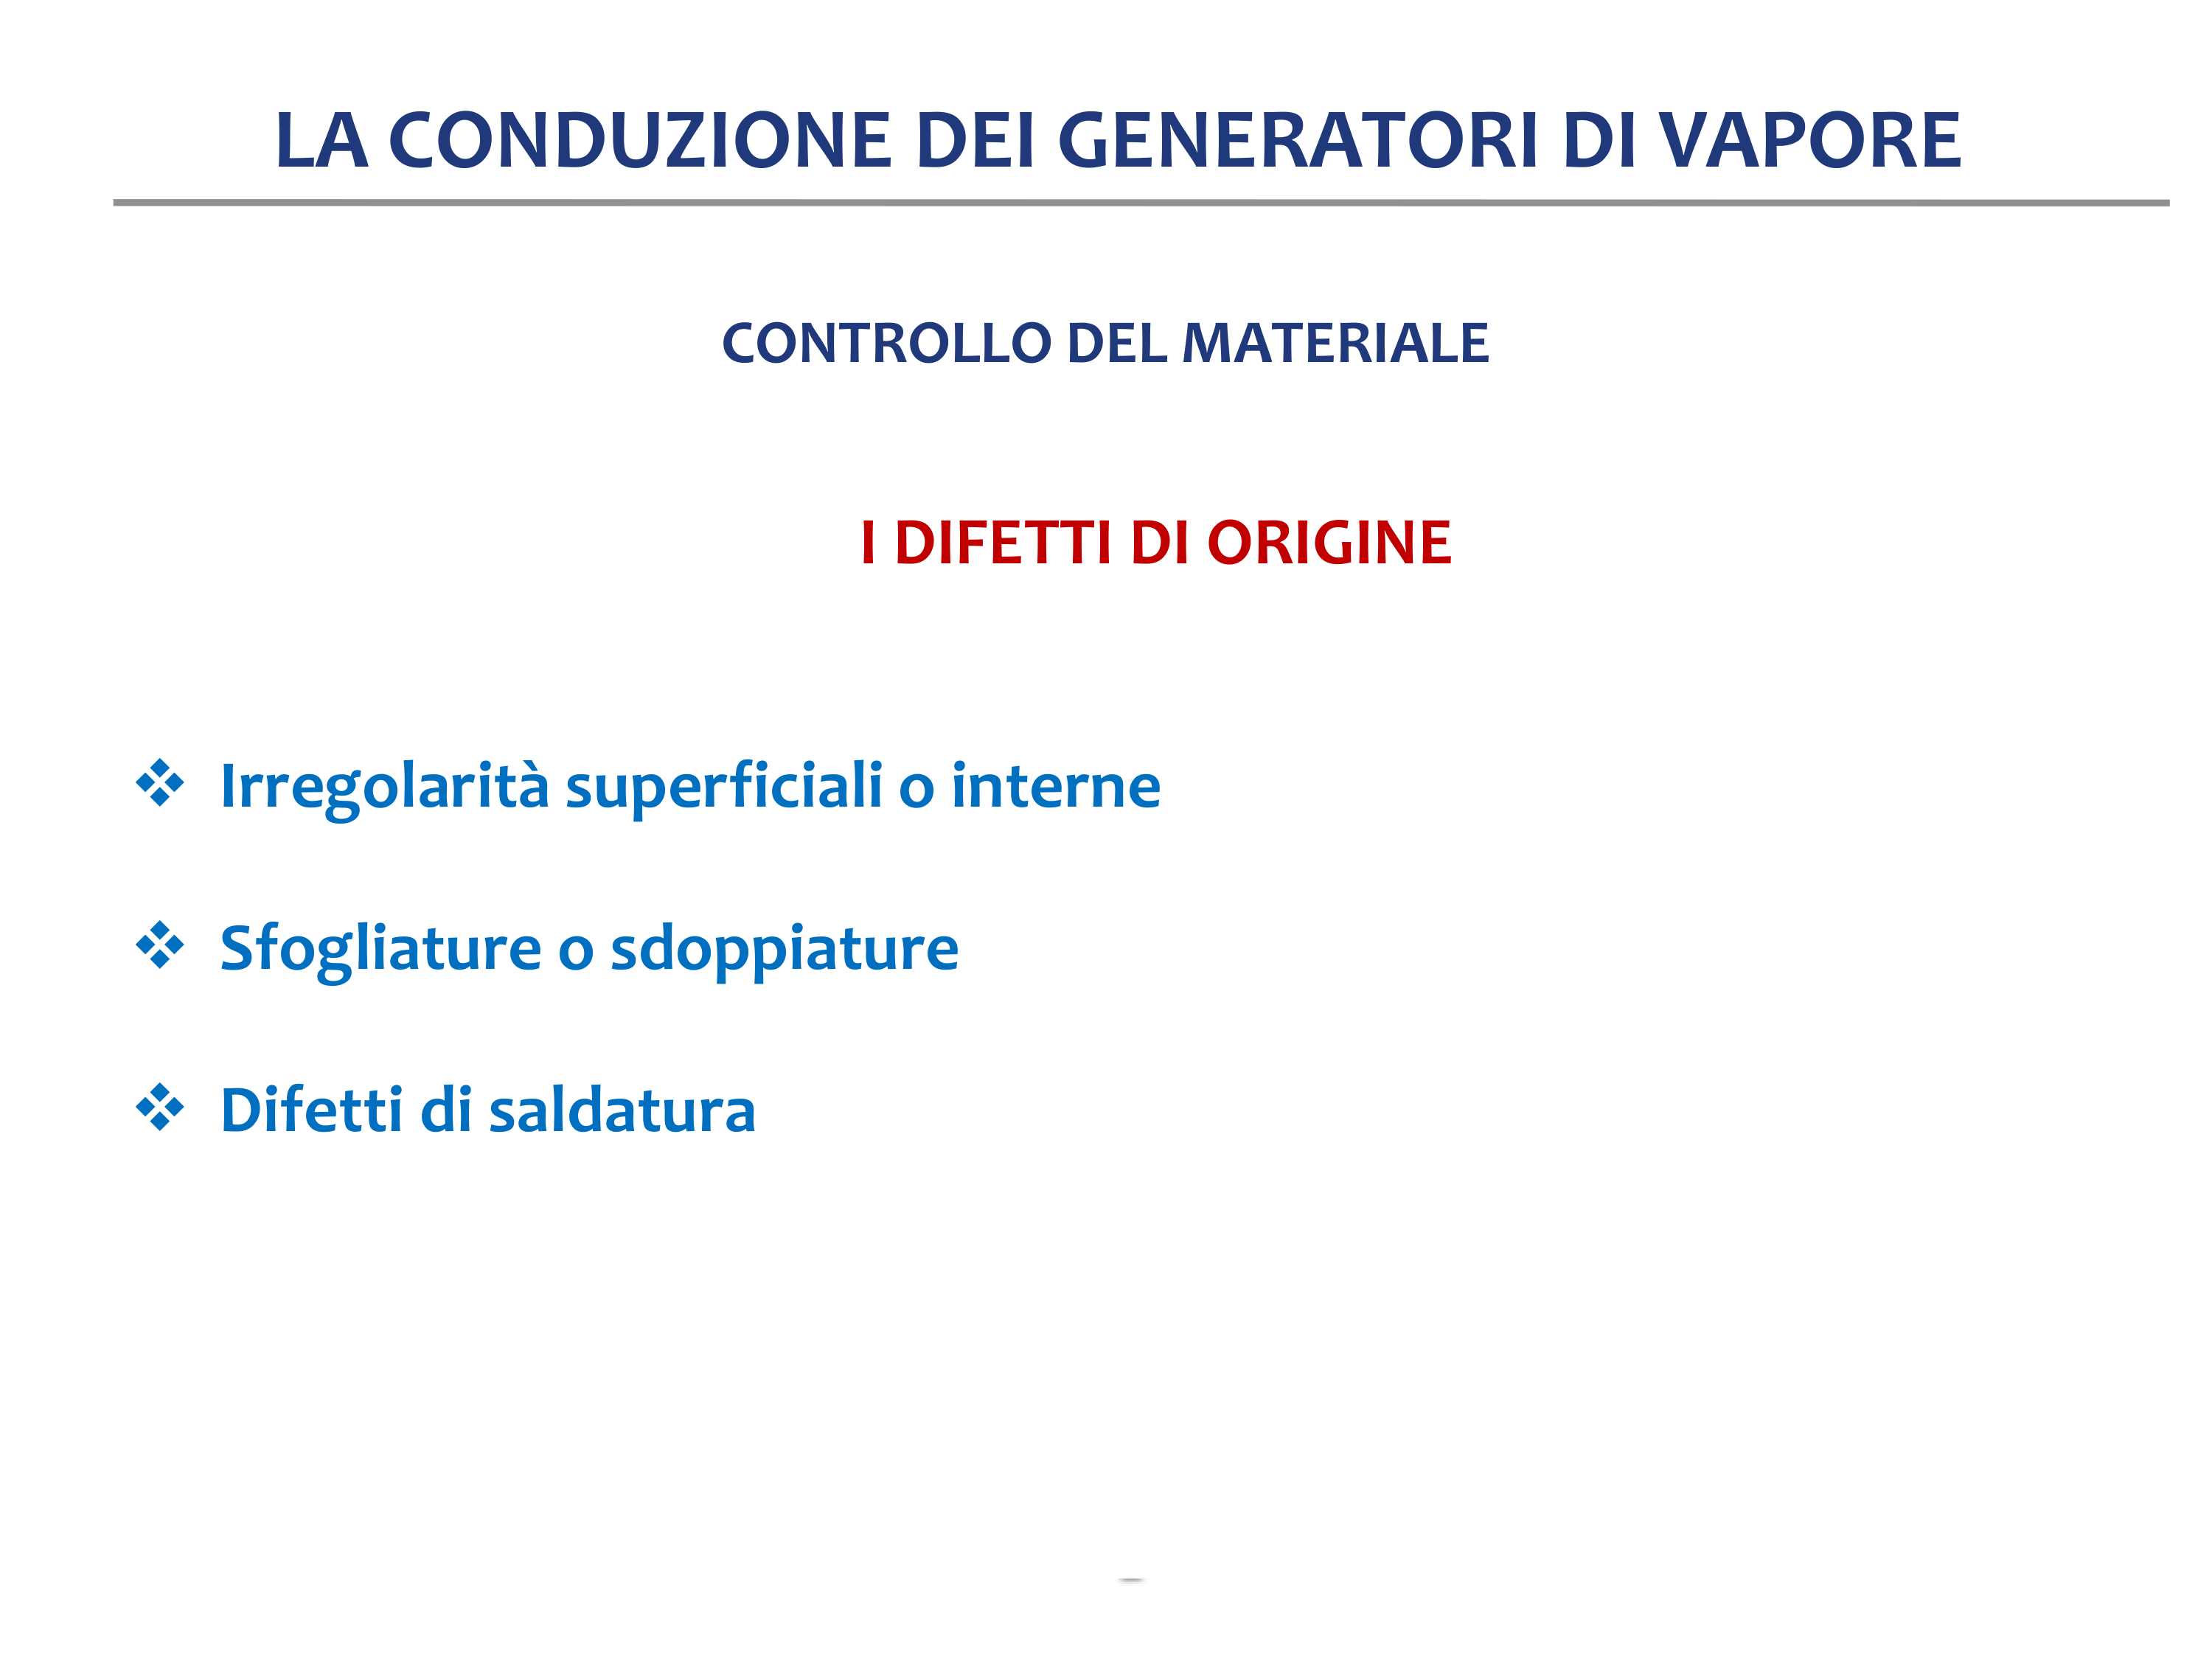 LA CONDUZIONE DEI GENERATORI DI VAPORE
CONTROLLO DEL MATERIALE
I DIFETTI DI ORIGINE
❖ Irregolarità superficiali o interne
❖ Sfogliature o sdoppiature
❖ Difetti di saldatura